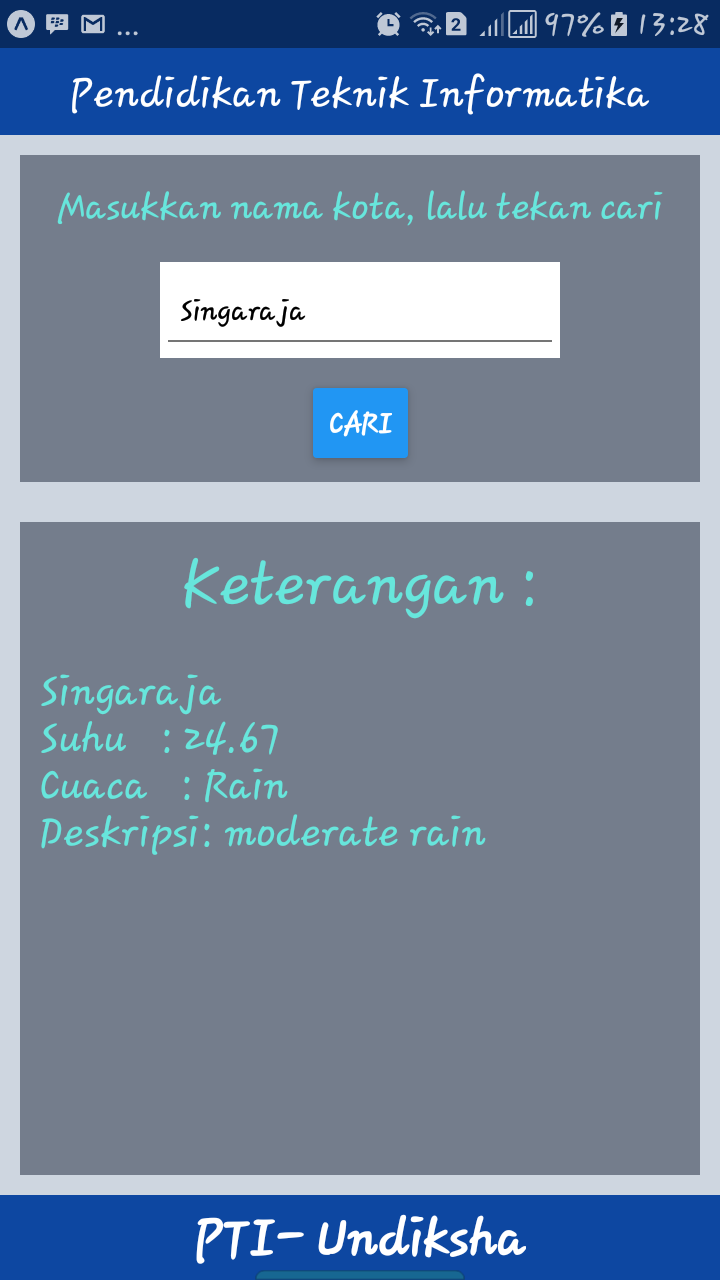 ... 2 97% 13:28
Pendidikan Teknik Informatika
Masukkan nama kota, lalu tekan cari
Singaraja
CARI
Keterangan :
Singaraja
Suhu : 24.67
Cuaca : Rain
Deskripsi: moderate rain
PTI- Undiksha